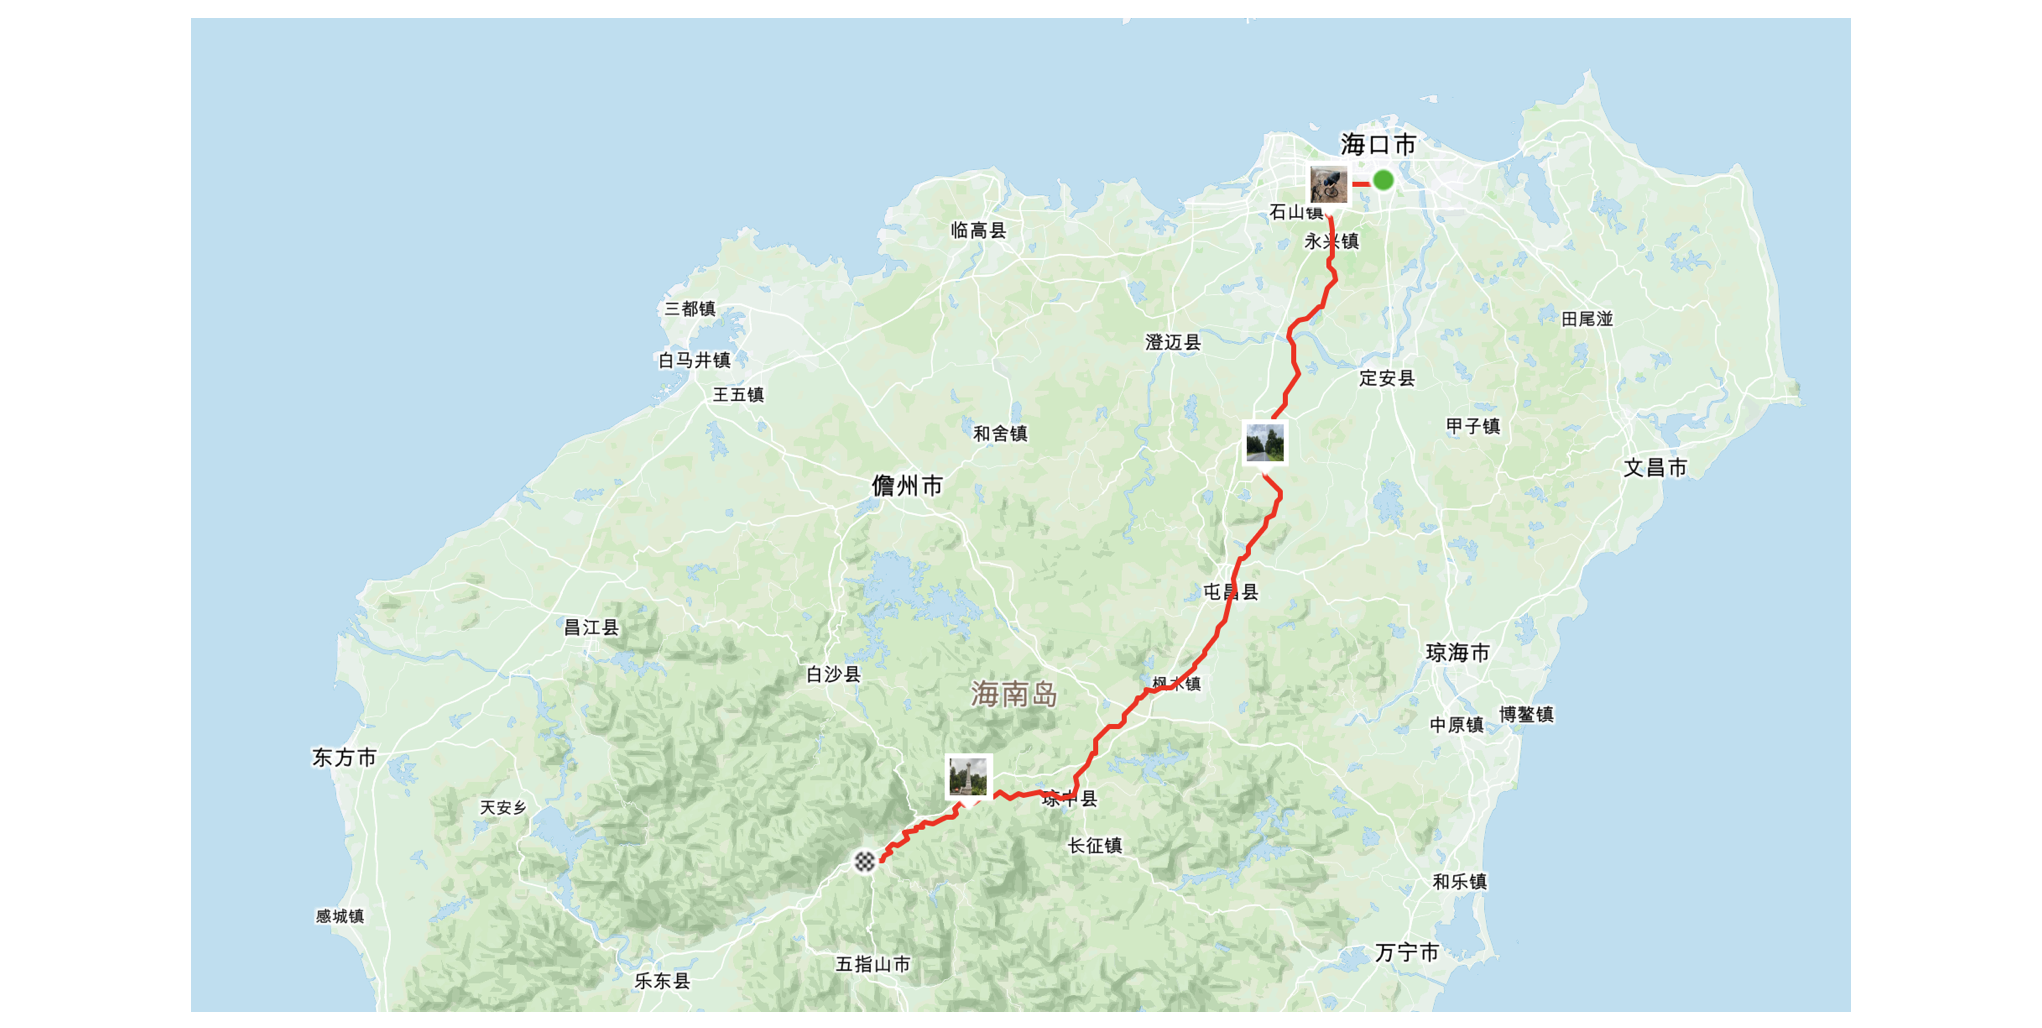 海口市
石山镇
永兴镇
临高县
三都镇
田尾湴
澄迈县
白马井镇
定安县
王五镇
甲子镇
和舍镇
文昌市
儋州市
屯昌县
昌江县
琼海市
白沙县
枫木镇
海南岛
博鳌镇
中原镇
东方市
琼中县
天安乡
长征镇
和乐镇
感城镇
万宁市
五指山市
乐东县